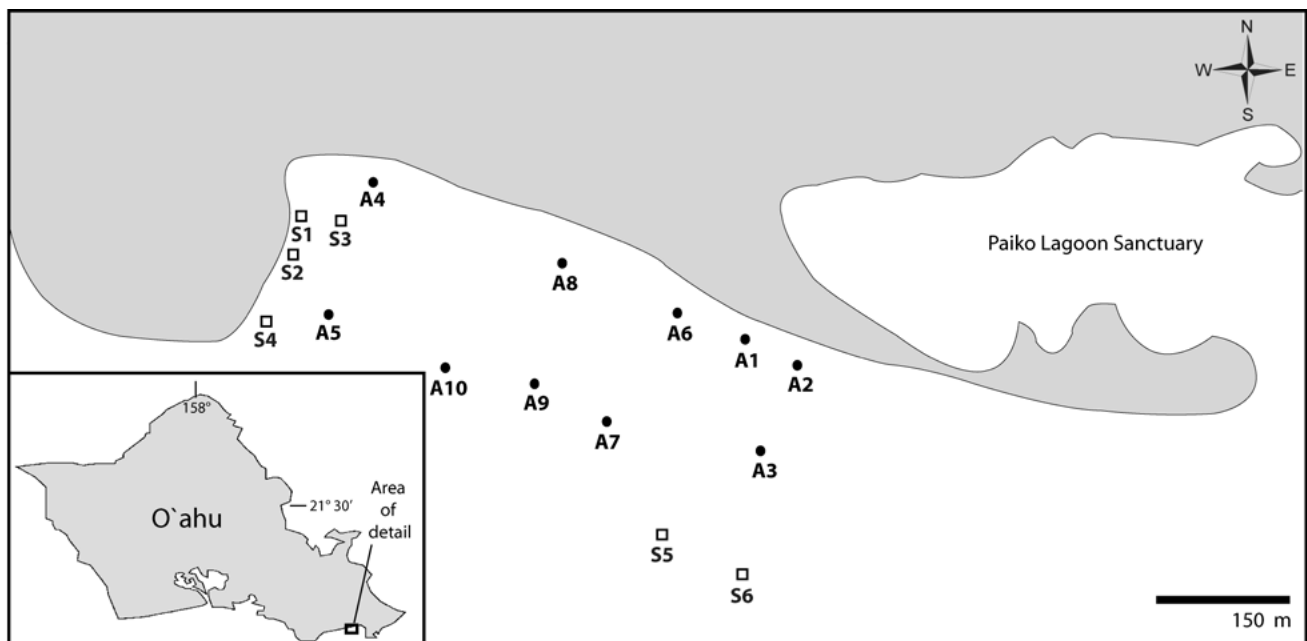 N
W E
S
A4
S1 S3
S2
Paiko Lagoon Sanctuary
A8
A5
S4
A6
A1
A2
A10
A9
A7
A3
S5
S6
150 m
158°
21° 30′
Area
of
detail
O`ahu